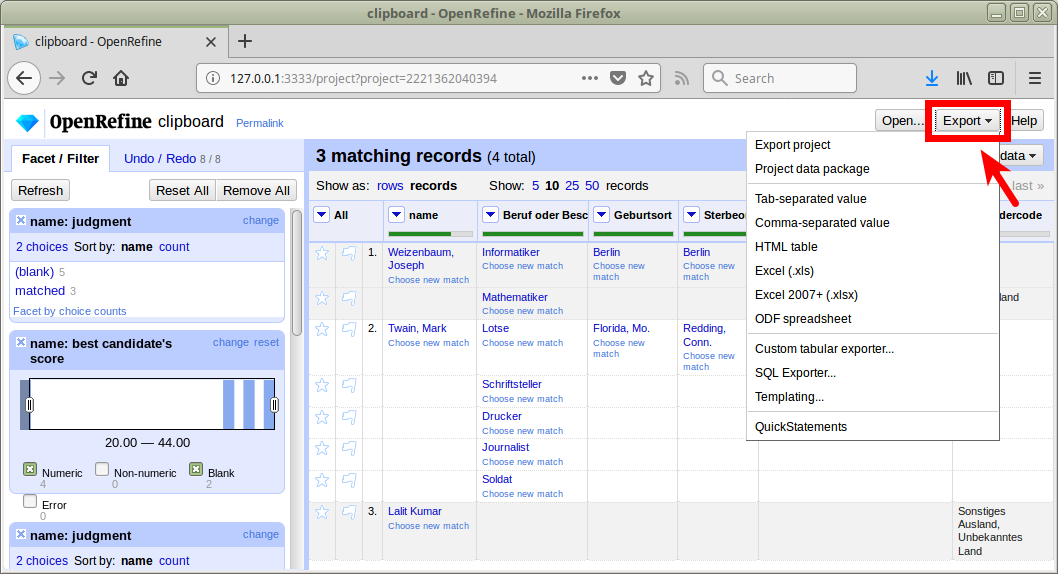 clipboard - OpenRefine - Mozilla Firefox
clipboard - OpenRefine
127.0.0.1:3333/project?project=2221362040394
Search
OpenRefine clipboard Permalink
Open... Export Help
Facet / Filter Undo / Redo 8 / 8
Refresh Reset All Remove All
name: judgment change
2 choices Sort by: name count
(blank) 5
matched 3
Facet by choice counts
name: best candidate's score change reset
20.00 — 44.00
Numeric 4
Non-numeric 0
Blank 2
Error 0
name: judgment change
2 choices Sort by: name count
3 matching records (4 total)
data
Show as: rows records Show: 5 10 25 50 records
last »
All name Beruf oder Besc Geburtsort Sterbeo dercode
1. Weizenbaum, Joseph Informatiker Berlin Berlin
Choose new match Choose new match Choose new match Choose new match
Mathematiker land
Choose new match
2. Twain, Mark Lotse Florida, Mo. Redding, Conn.
Choose new match Choose new match Choose new match Choose new match
Schriftsteller
Choose new match
Drucker
Choose new match
Journalist
Choose new match
Soldat
Choose new match
3. Lalit Kumar
Choose new match
Sonstiges
Ausland,
Unbekanntes
Land
Export project
Project data package
Tab-separated value
Comma-separated value
HTML table
Excel (.xls)
Excel 2007+ (.xlsx)
ODF spreadsheet
Custom tabular exporter...
SQL Exporter...
Templating...
QuickStatements